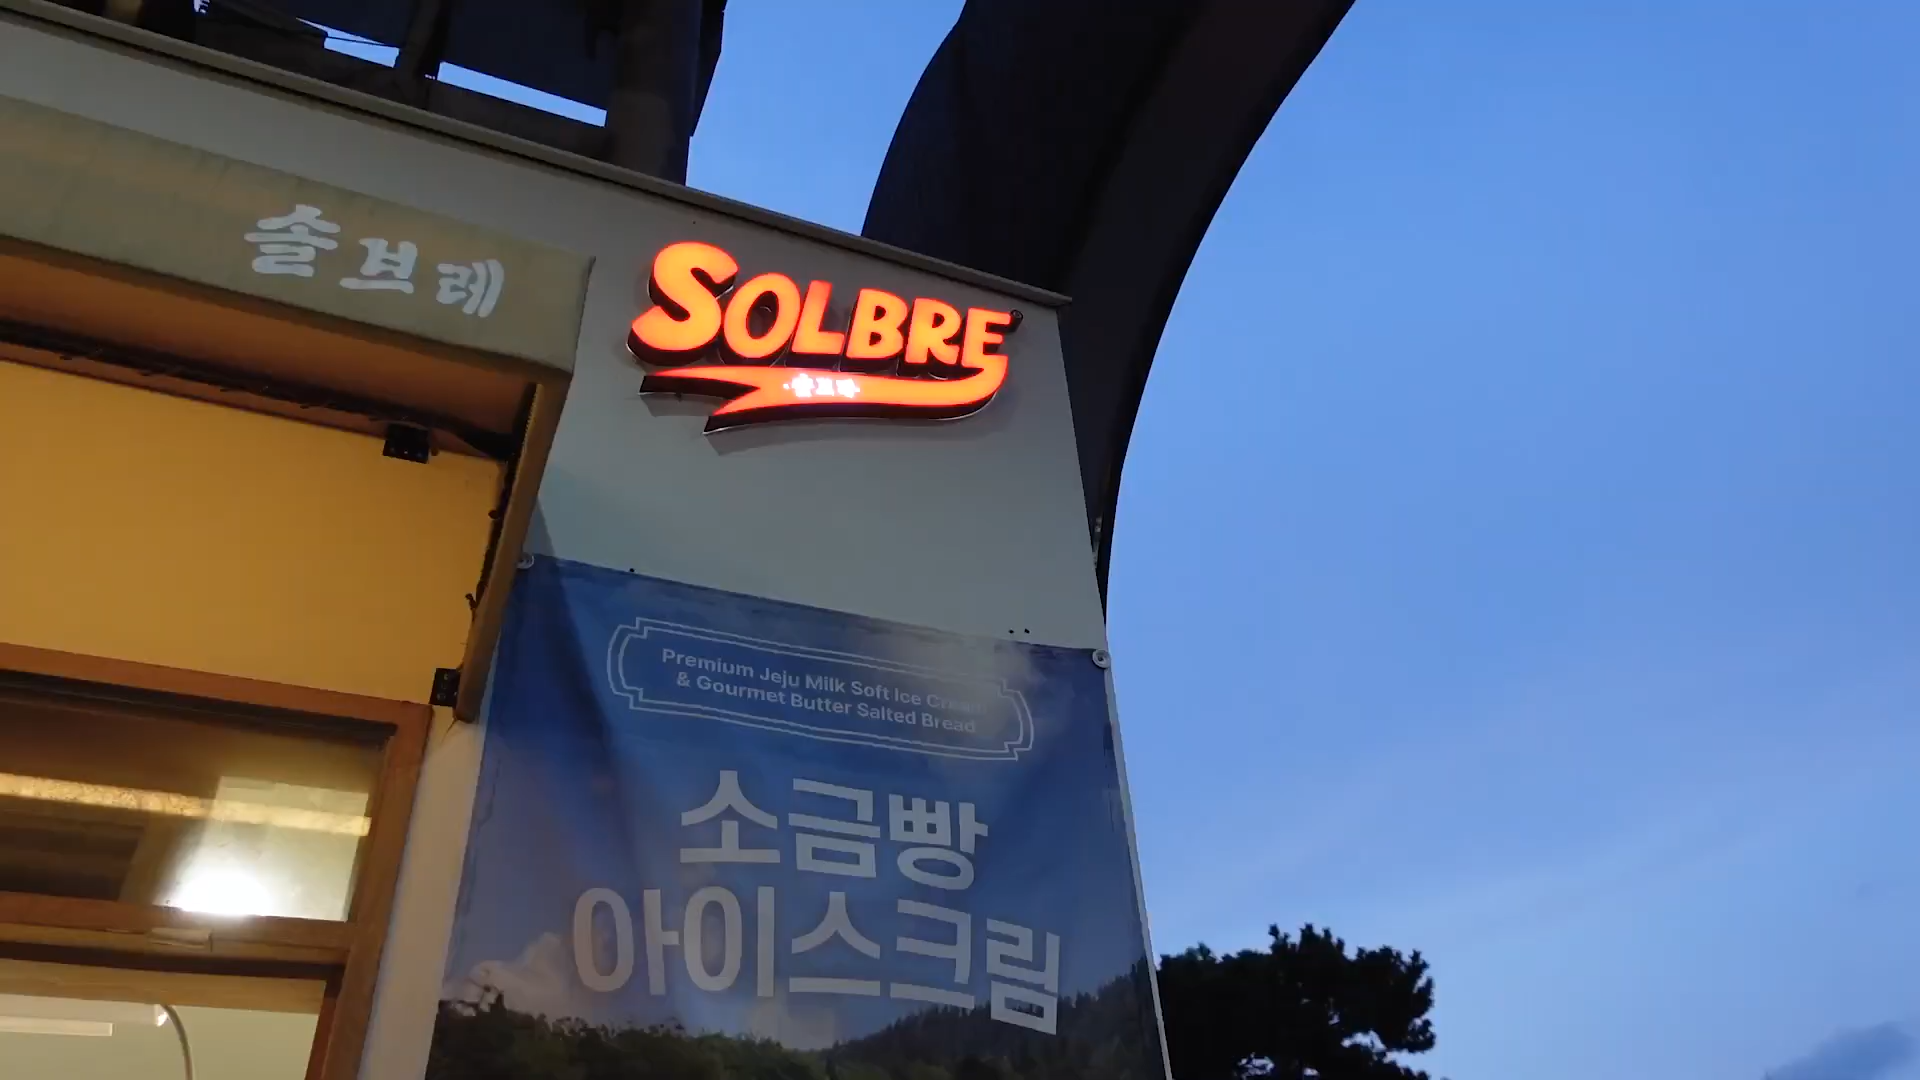 솔브레
SOLBRE
Premium Jeju Milk Soft Ice Cream
& Gourmet Butter Salted Bread
소금빵
아이스크림